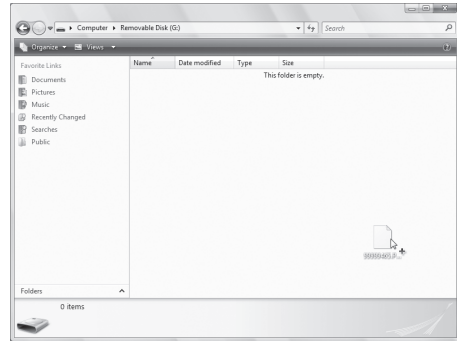 Computer ▸ Removable Disk (G:)
Search
Organize
Views
Favorite Links
Documents
Pictures
Music
Recently Changed
Searches
Public
Folders
Name
Date modified
Type
Size
This folder is empty.
0 items